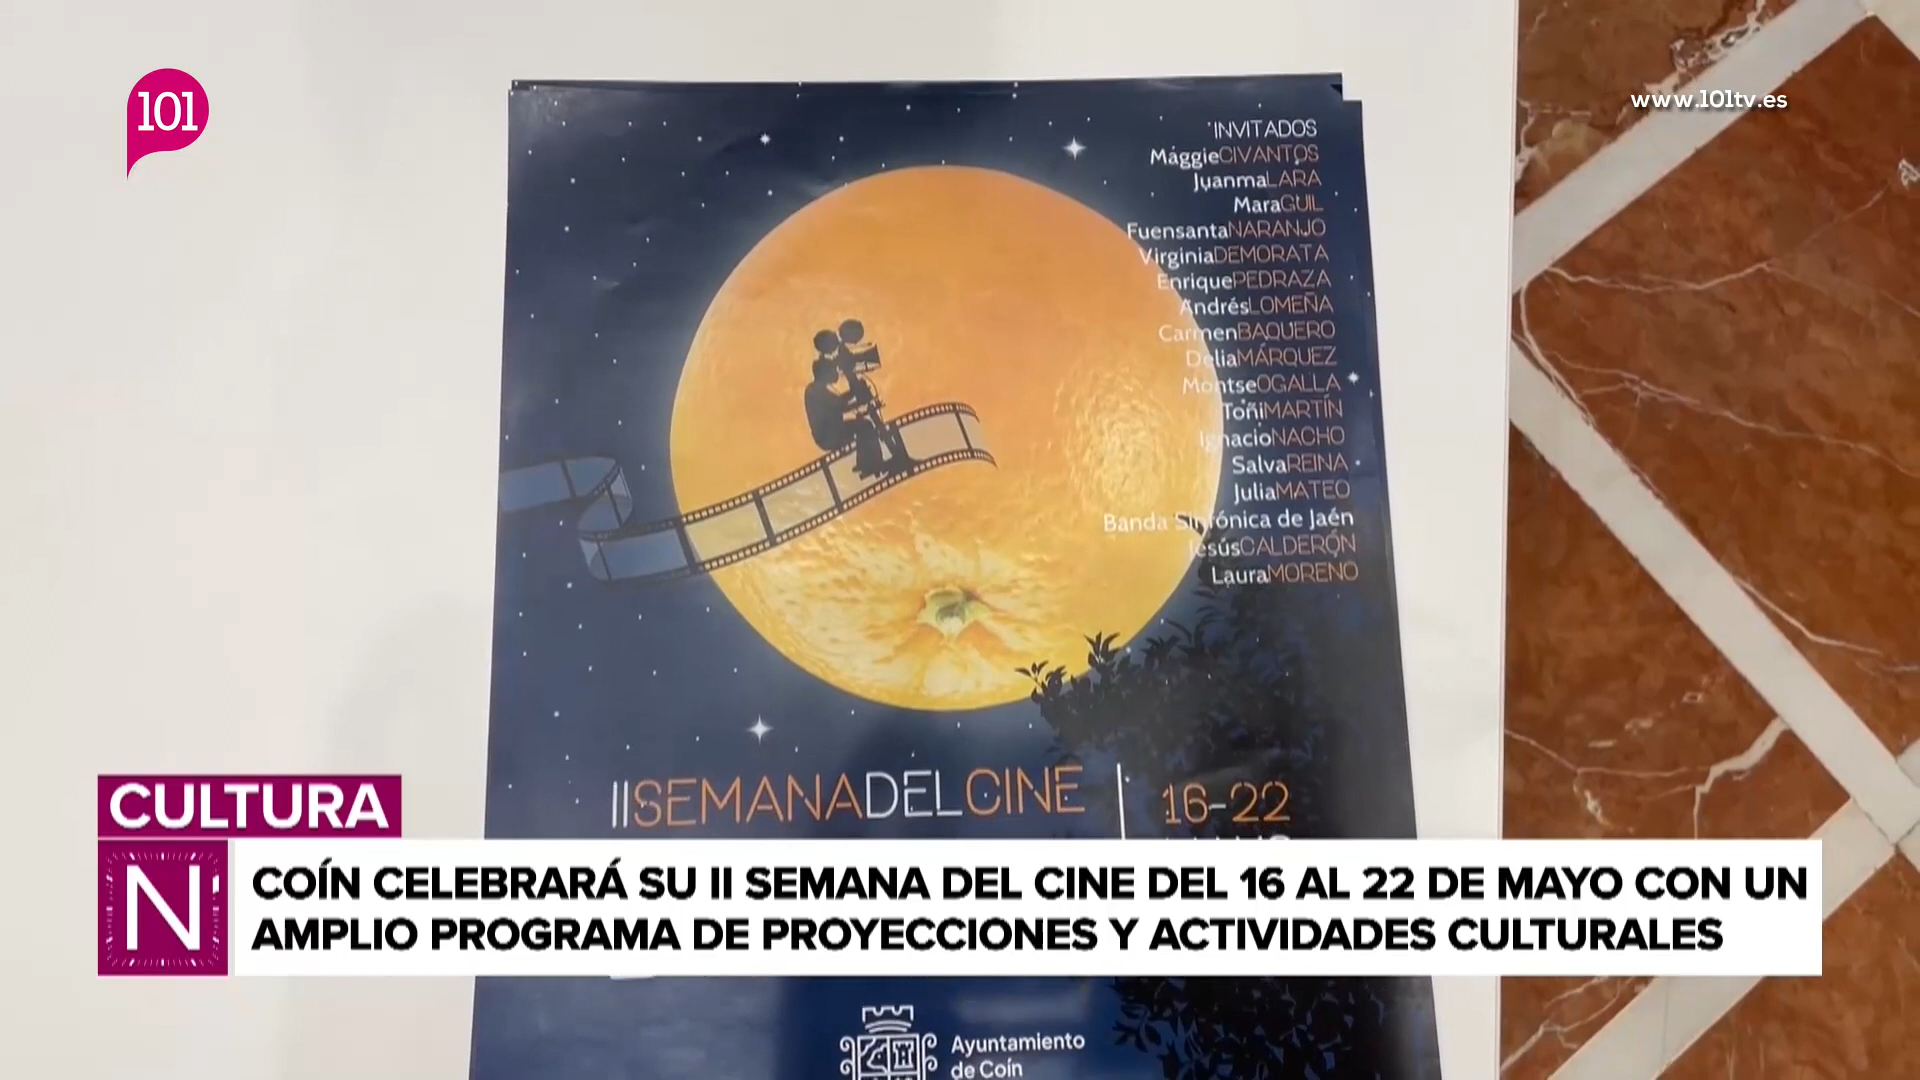 101
www.101tv.es
INVITADOS
MaggieCIVANTOS
JuanmaLARA
MaraGUIL
FuensantaNARANJO
VirginiaDEMORATA
EnriquePEDRAZA
AndrésLOMEÑA
CarmenBAQUERO
DeliaMÁRQUEZ
MontseOGALLA
ToñiMARTÍN
IgnacioNACHO
SalvaREINA
JuliaMATEO
Banda Sinfónica de Jaén
JesúsCALDERÓN
LauraMORENO
IISEMANADELCINE
16-22
CULTURA
N
COÍN CELEBRARÁ SU II SEMANA DEL CINE DEL 16 AL 22 DE MAYO CON UN
AMPLIO PROGRAMA DE PROYECCIONES Y ACTIVIDADES CULTURALES
Ayuntamiento
de Coín